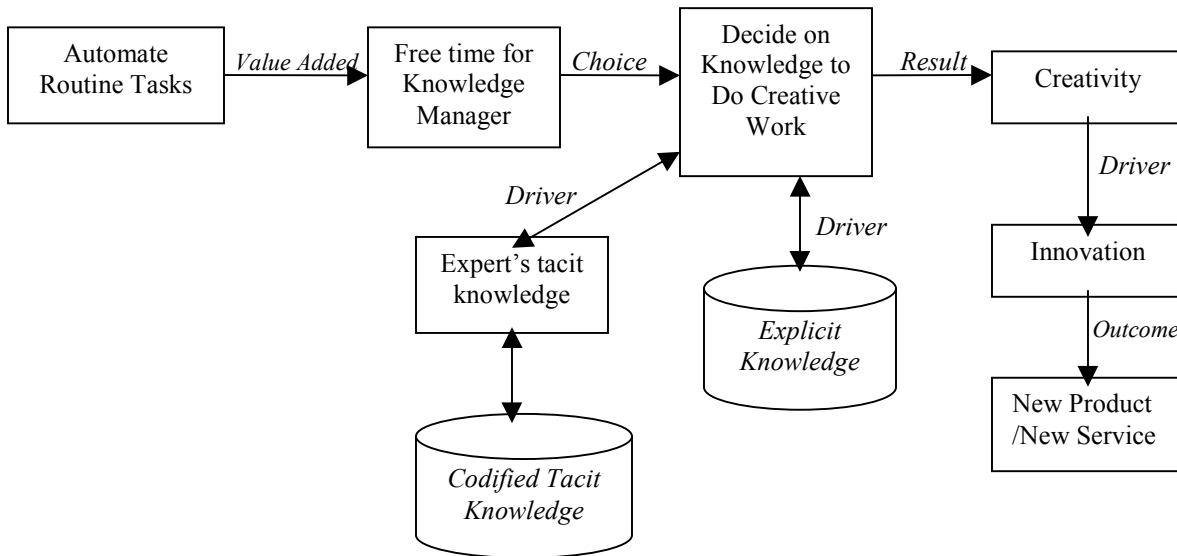 Automate
Routine Tasks
Value Added
Free time for
Knowledge
Manager
Choice
Decide on
Knowledge to
Do Creative
Work
Result
Creativity
Driver
Driver
Driver
Expert’s tacit
knowledge
Innovation
Explicit
Knowledge
Outcome
New Product
/New Service
Codified Tacit
Knowledge